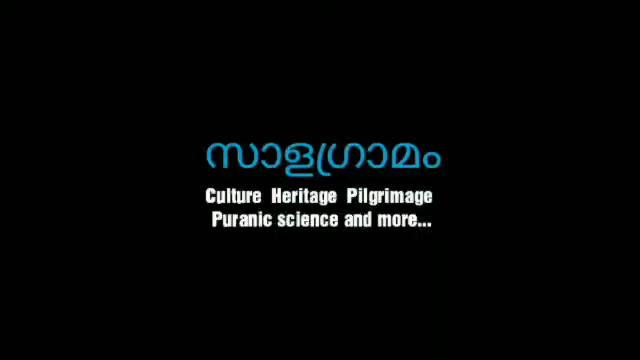 സാളഗ്രാമം
Culture Heritage Pilgrimage
Puranic science and more...